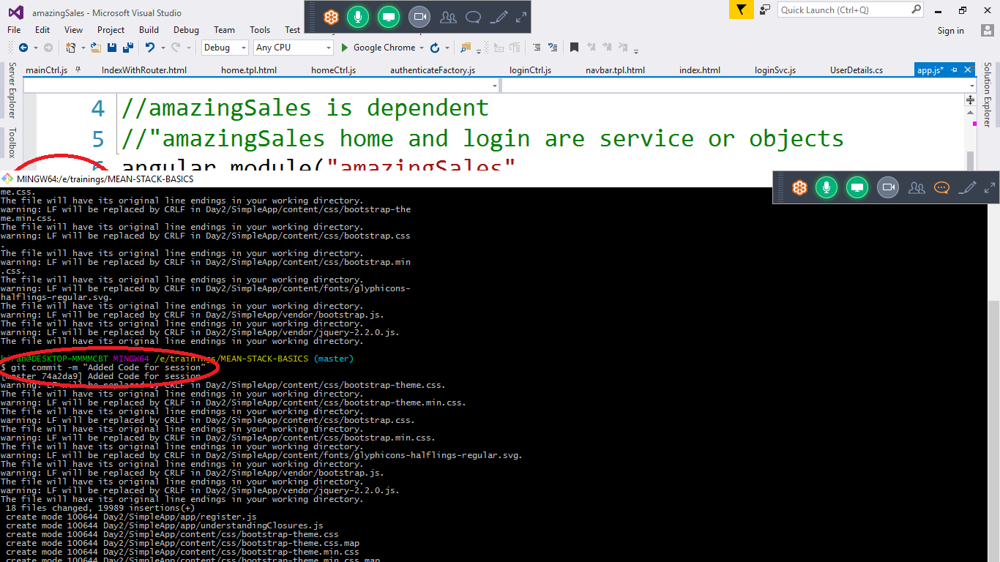 amazingSales - Microsoft Visual Studio
Quick Launch (Ctrl+Q)
File Edit View Project Build Debug Team Tools Test
Sign in
Debug Any CPU Google Chrome
mainCtrl.js IndexWithRouter.html home.tpl.html homeCtrl.js authenticateFactory.js loginCtrl.js navbar.tpl.html index.html loginSvc.js UserDetails.cs app.js*
Server Explorer
Toolbox
Solution Explorer
4 //amazingSales is dependent
5 //"amazingSales home and login are service or objects
6 angular.module("amazingSales"
MINGW64:/e/trainings/MEAN-STACK-BASICS
me.css.
The file will have its original line endings in your working directory.
warning: LF will be replaced by CRLF in Day2/SimpleApp/content/css/bootstrap-the
me.min.css.
The file will have its original line endings in your working directory.
warning: LF will be replaced by CRLF in Day2/SimpleApp/content/css/bootstrap.css
.
The file will have its original line endings in your working directory.
warning: LF will be replaced by CRLF in Day2/SimpleApp/content/css/bootstrap.min
.css.
The file will have its original line endings in your working directory.
warning: LF will be replaced by CRLF in Day2/SimpleApp/content/fonts/glyphicons-
halflings-regular.svg.
The file will have its original line endings in your working directory.
warning: LF will be replaced by CRLF in Day2/SimpleApp/vendor/bootstrap.js.
The file will have its original line endings in your working directory.
warning: LF will be replaced by CRLF in Day2/SimpleApp/vendor/jquery-2.2.0.js.
The file will have its original line endings in your working directory.
kiran@DESKTOP-MMMMCBT MINGW64 /e/trainings/MEAN-STACK-BASICS (master)
$ git commit -m "Added Code for session"
[master 74a2da9] Added Code for session
warning: LF will be replaced by CRLF in Day2/SimpleApp/content/css/bootstrap-theme.css.
The file will have its original line endings in your working directory.
warning: LF will be replaced by CRLF in Day2/SimpleApp/content/css/bootstrap-theme.min.css.
The file will have its original line endings in your working directory.
warning: LF will be replaced by CRLF in Day2/SimpleApp/content/css/bootstrap.css.
The file will have its original line endings in your working directory.
warning: LF will be replaced by CRLF in Day2/SimpleApp/content/css/bootstrap.min.css.
The file will have its original line endings in your working directory.
warning: LF will be replaced by CRLF in Day2/SimpleApp/content/fonts/glyphicons-halflings-regular.svg.
The file will have its original line endings in your working directory.
warning: LF will be replaced by CRLF in Day2/SimpleApp/vendor/bootstrap.js.
The file will have its original line endings in your working directory.
warning: LF will be replaced by CRLF in Day2/SimpleApp/vendor/jquery-2.2.0.js.
The file will have its original line endings in your working directory.
18 files changed, 19989 insertions(+)
create mode 100644 Day2/SimpleApp/app/register.js
create mode 100644 Day2/SimpleApp/app/understandingClosures.js
create mode 100644 Day2/SimpleApp/content/css/bootstrap-theme.css
create mode 100644 Day2/SimpleApp/content/css/bootstrap-theme.css.map
create mode 100644 Day2/SimpleApp/content/css/bootstrap-theme.min.css
create mode 100644 Day2/SimpleApp/content/css/bootstrap-theme.min.css.map